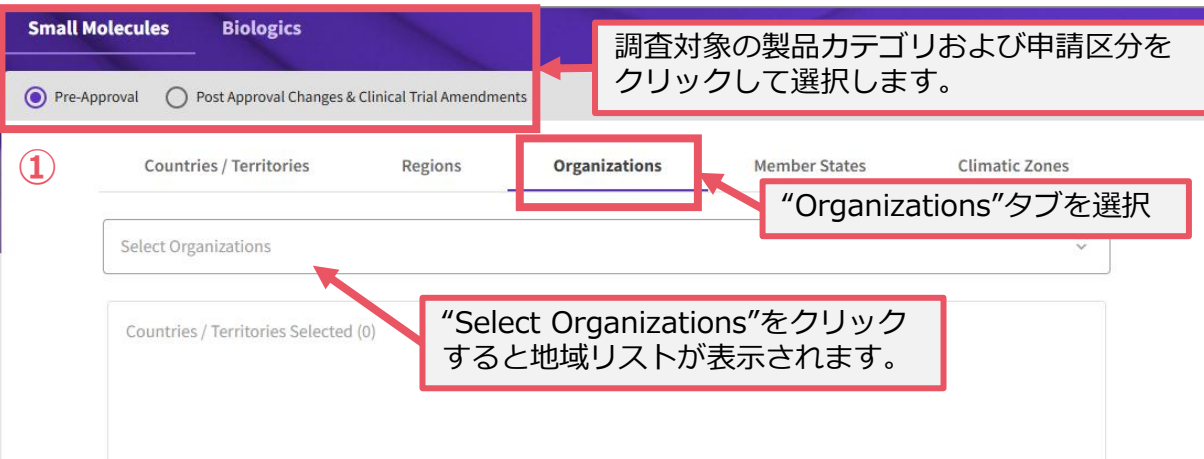 Small Molecules Biologics
調査対象の製品カテゴリおよび申請区分を
クリックして選択します。
Pre-Approval Post Approval Changes & Clinical Trial Amendments
① Countries / Territories Regions Organizations Member States Climatic Zones
“Organizations”タブを選択
Select Organizations
Countries / Territories Selected (0)
“Select Organizations”をクリック
すると地域リストが表示されます。